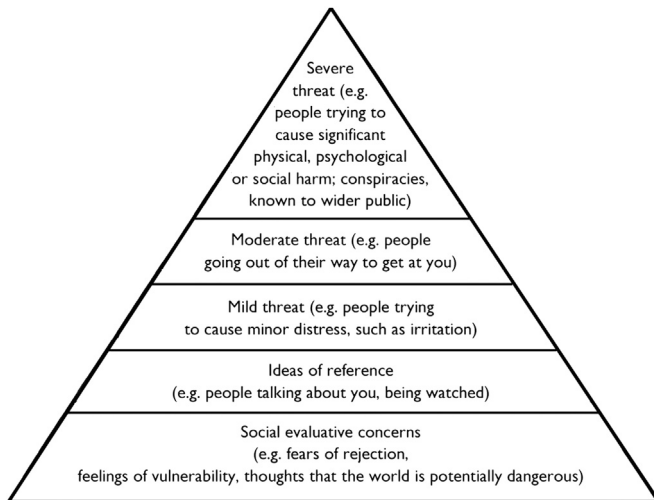 Severe
threat (e.g.
people trying to
cause significant
physical, psychological
or social harm; conspiracies,
known to wider public)
Moderate threat (e.g. people
going out of their way to get at you)
Mild threat (e.g. people trying
to cause minor distress, such as irritation)
Ideas of reference
(e.g. people talking about you, being watched)
Social evaluative concerns
(e.g. fears of rejection,
feelings of vulnerability, thoughts that the world is potentially dangerous)